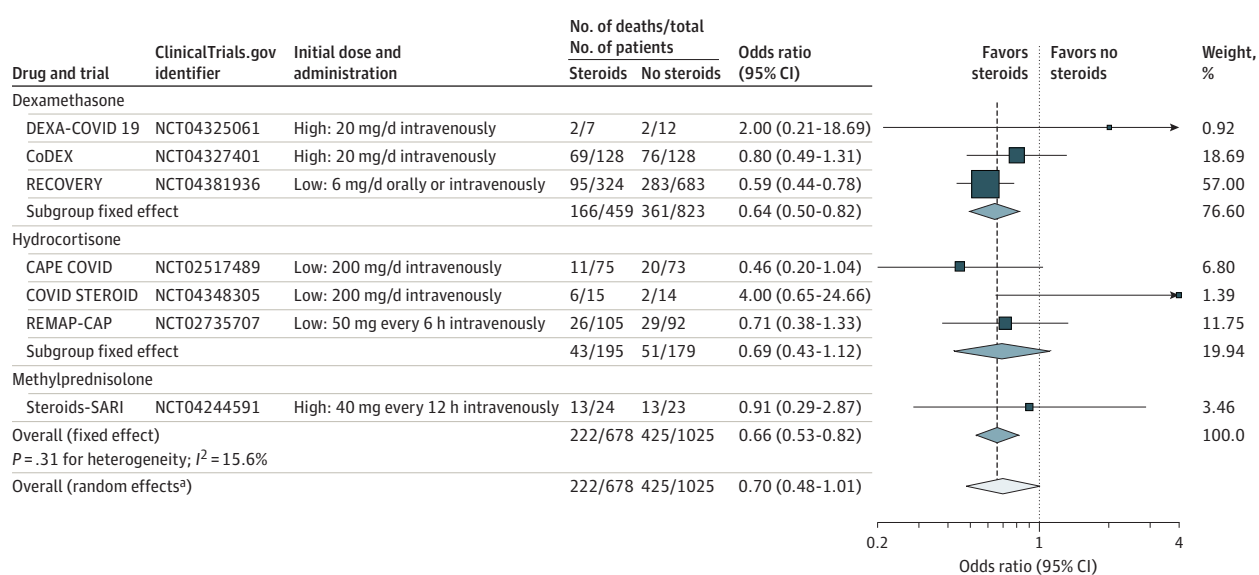 No. of deaths/total
No. of patients
Drug and trial ClinicalTrials.gov identifier Initial dose and administration Steroids No steroids Odds ratio (95% CI) Favors steroids Favors no steroids Weight, %
Dexamethasone
DEXA-COVID 19 NCT04325061 High: 20 mg/d intravenously 2/7 2/12 2.00 (0.21-18.69) 0.92
CoDEX NCT04327401 High: 20 mg/d intravenously 69/128 76/128 0.80 (0.49-1.31) 18.69
RECOVERY NCT04381936 Low: 6 mg/d orally or intravenously 95/324 283/683 0.59 (0.44-0.78) 57.00
Subgroup fixed effect 166/459 361/823 0.64 (0.50-0.82) 76.60
Hydrocortisone
CAPE COVID NCT02517489 Low: 200 mg/d intravenously 11/75 20/73 0.46 (0.20-1.04) 6.80
COVID STEROID NCT04348305 Low: 200 mg/d intravenously 6/15 2/14 4.00 (0.65-24.66) 1.39
REMAP-CAP NCT02735707 Low: 50 mg every 6 h intravenously 26/105 29/92 0.71 (0.38-1.33) 11.75
Subgroup fixed effect 43/195 51/179 0.69 (0.43-1.12) 19.94
Methylprednisolone
Steroids-SARI NCT04244591 High: 40 mg every 12 h intravenously 13/24 13/23 0.91 (0.29-2.87) 3.46
Overall (fixed effect) 222/678 425/1025 0.66 (0.53-0.82) 100.0
P = .31 for heterogeneity; I² = 15.6%
Overall (random effectsᵃ) 222/678 425/1025 0.70 (0.48-1.01)
0.2 1 4
Odds ratio (95% CI)